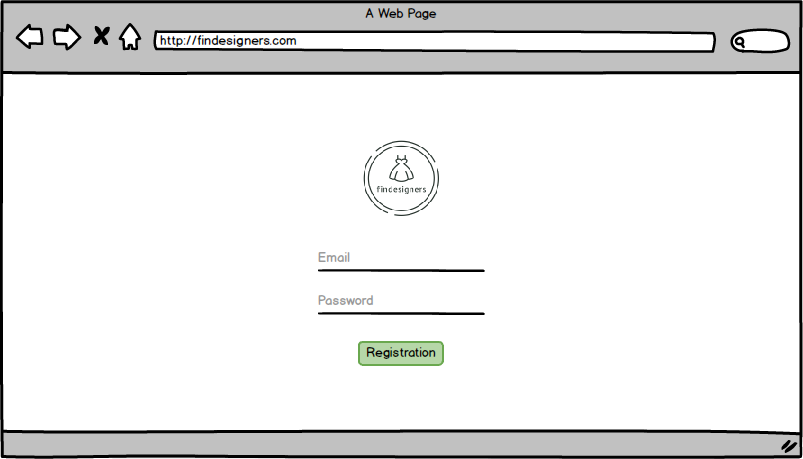 A Web Page
http://findesigners.com
findesigners
Email
Password
Registration